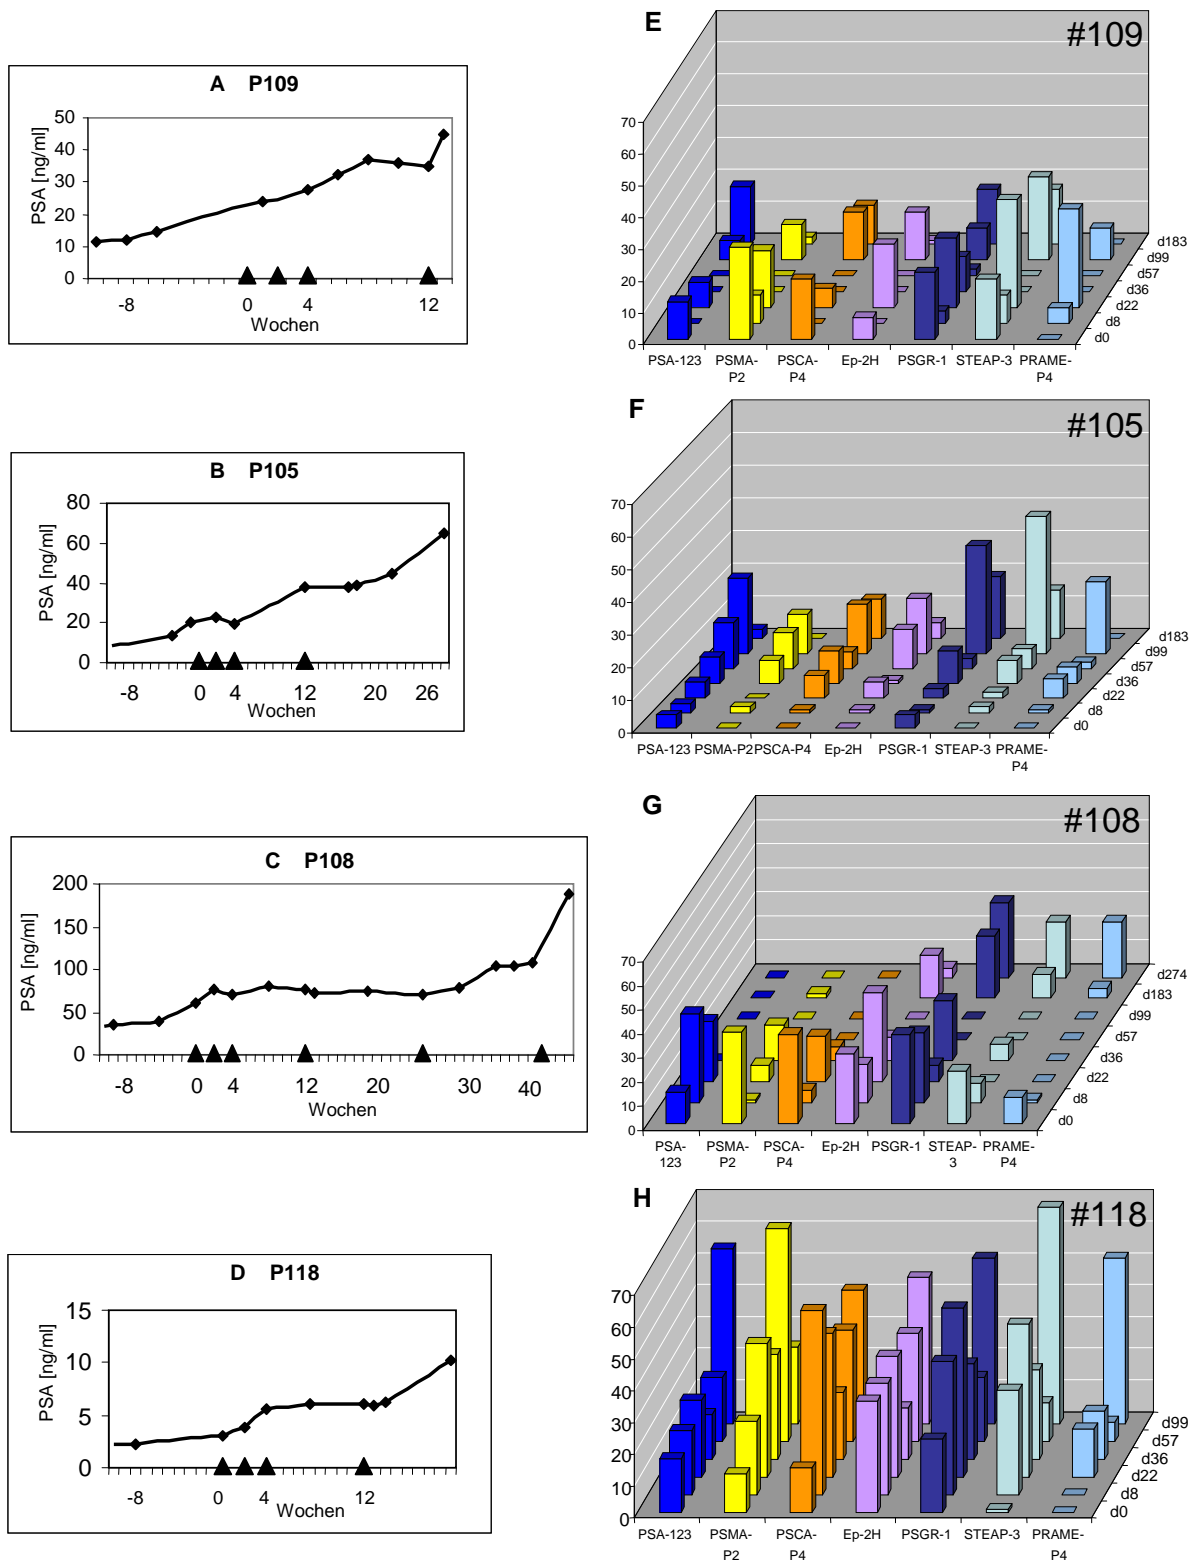 A P109
PSA [ng/ml]
50
40
30
20
10
0
-8 0 4 12
Wochen
E
#109
70
60
50
40
30
20
10
0
PSA-123 PSMA-P2 PSCA-P4 Ep-2H PSGR-1 STEAP-3 PRAME-P4
d183
d99
d57
d36
d22
d8
d0
B P105
PSA [ng/ml]
80
60
40
20
0
-8 0 4 12 20 26
Wochen
F
#105
70
60
50
40
30
20
10
0
PSA-123 PSMA-P2 PSCA-P4 Ep-2H PSGR-1 STEAP-3 PRAME-P4
d183
d99
d57
d36
d22
d8
d0
C P108
PSA [ng/ml]
200
150
100
50
0
-8 0 4 12 20 30 40
Wochen
G
#108
70
60
50
40
30
20
10
0
PSA-123 PSMA-P2 PSCA-P4 Ep-2H PSGR-1 STEAP-3 PRAME-P4
d274
d183
d99
d57
d36
d22
d8
d0
D P118
PSA [ng/ml]
15
10
5
0
-8 0 4 12
Wochen
H
#118
70
60
50
40
30
20
10
0
PSA-123 PSMA-P2 PSCA-P4 Ep-2H PSGR-1 STEAP-3 PRAME-P4
d99
d57
d36
d22
d8
d0